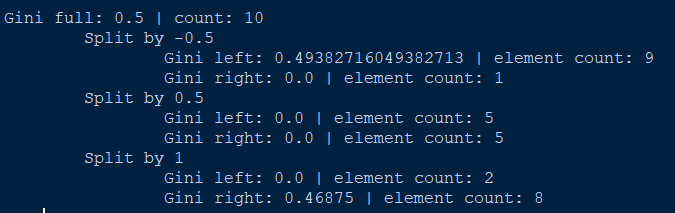 Gini full: 0.5 | count: 10
Split by -0.5
Gini left: 0.49382716049382713 | element count: 9
Gini right: 0.0 | element count: 1
Split by 0.5
Gini left: 0.0 | element count: 5
Gini right: 0.0 | element count: 5
Split by 1
Gini left: 0.0 | element count: 2
Gini right: 0.46875 | element count: 8